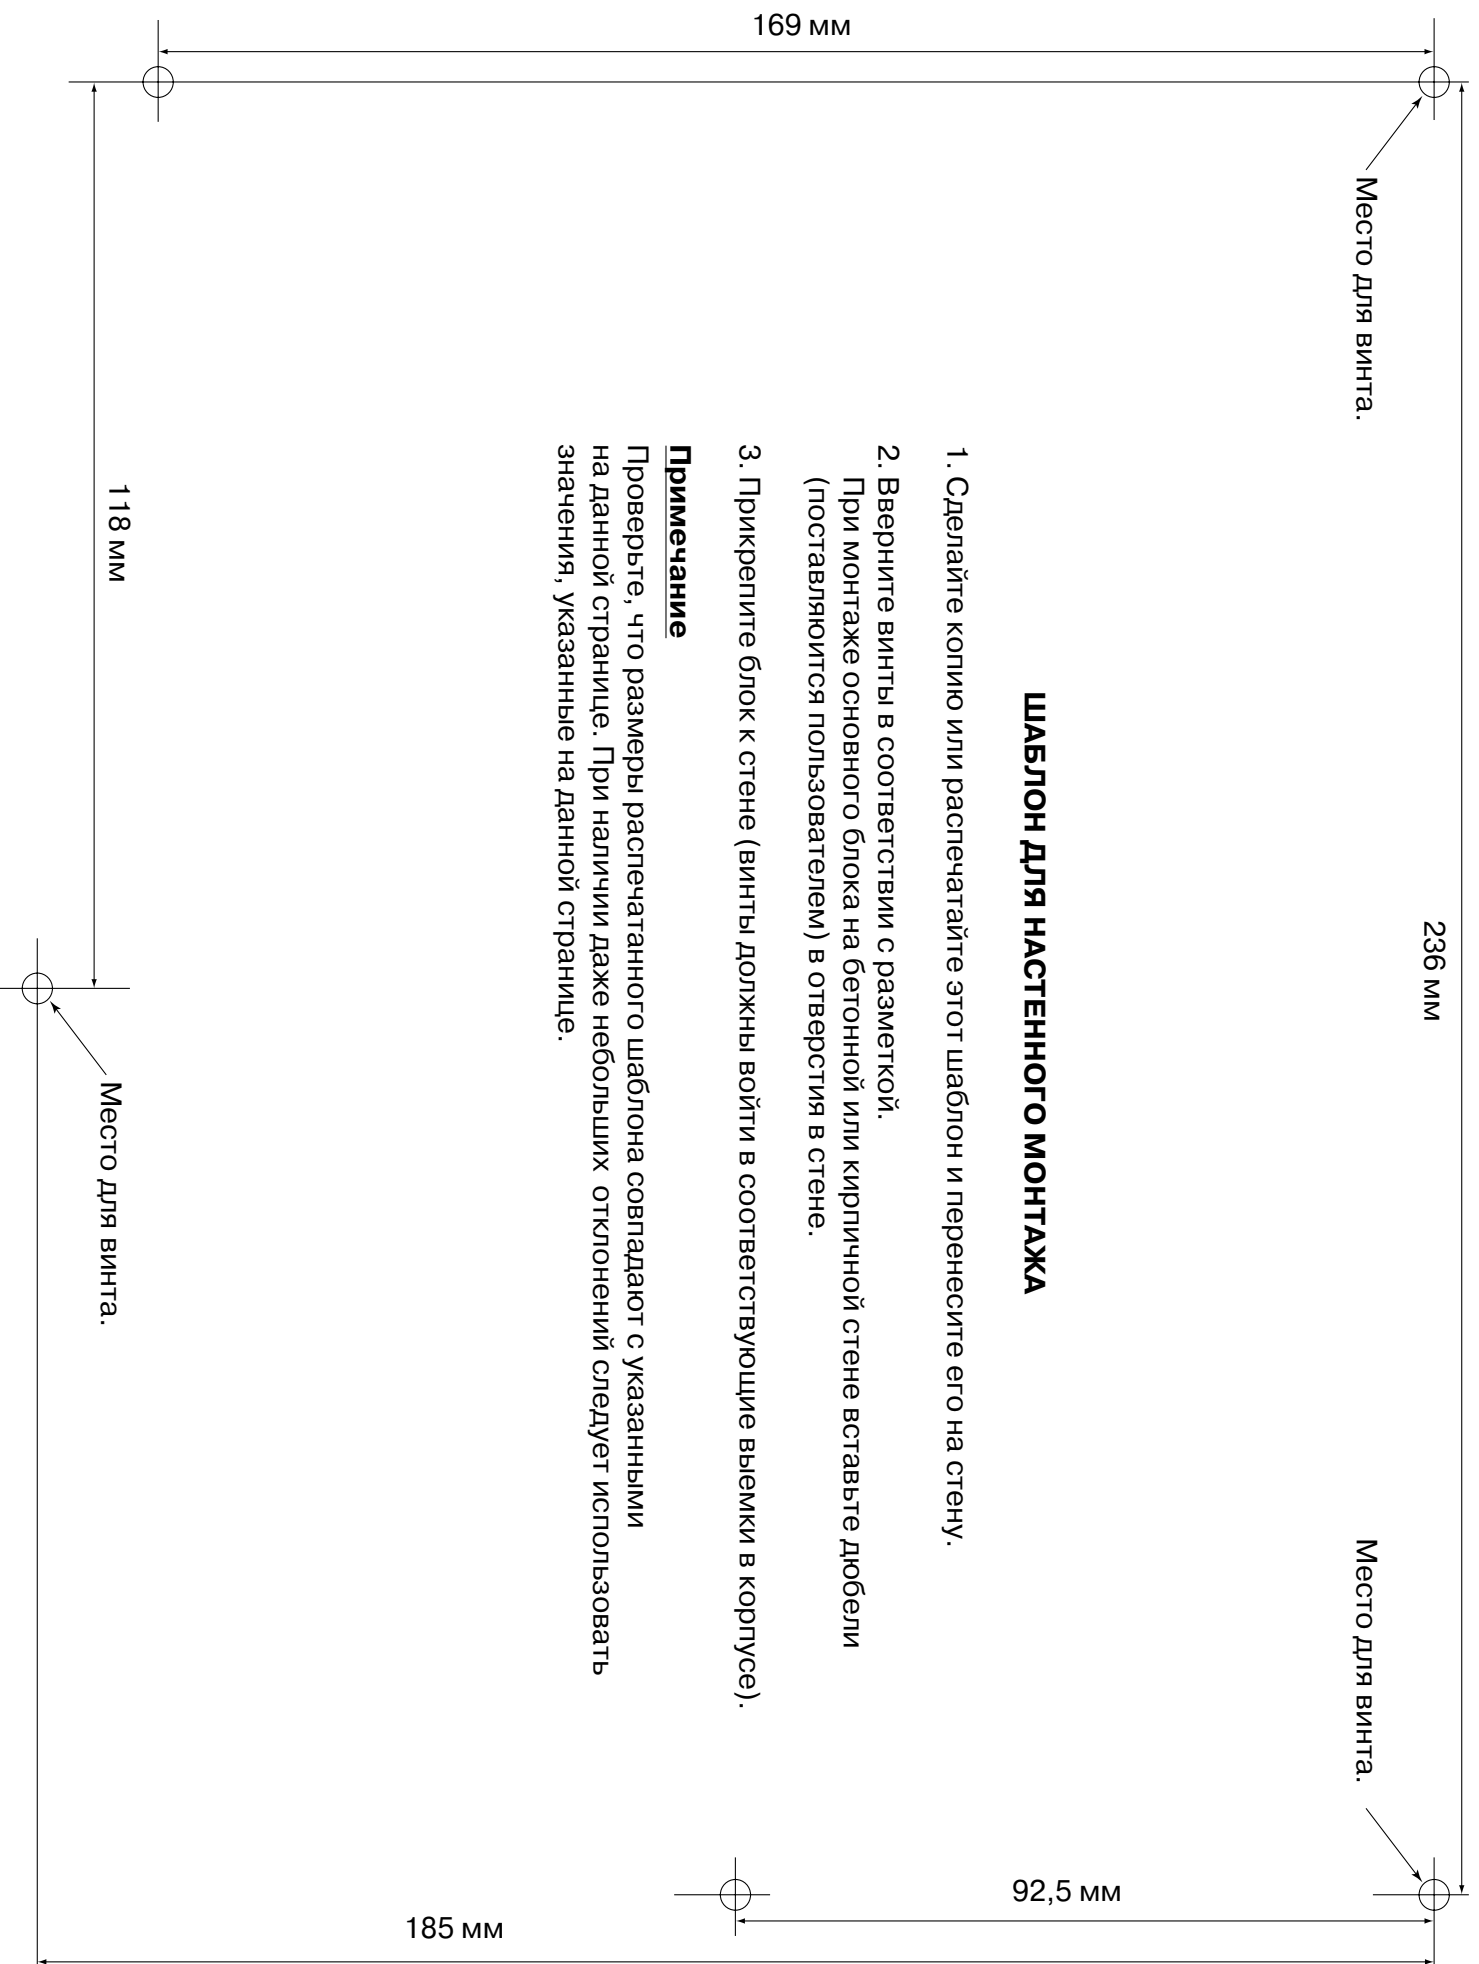 169 мм
236 мм
Место для винта.
Место для винта.
ШАБЛОН ДЛЯ НАСТЕННОГО МОНТАЖА
1. Сделайте копию или распечатайте этот шаблон и перенесите его на стену.
2. Вверните винты в соответствии с разметкой.
При монтаже основного блока на бетонной или кирпичной стене вставьте дюбели
(поставляюится пользователем) в отверстия в стене.
3. Прикрепите блок к стене (винты должны войти в соответствующие выемки в корпусе).
Примечание
Проверьте, что размеры распечатанного шаблона совпадают с указанными
на данной странице. При наличии даже небольших отклонений следует использовать
значения, указанные на данной странице.
92,5 мм
185 мм
118 мм
Место для винта.